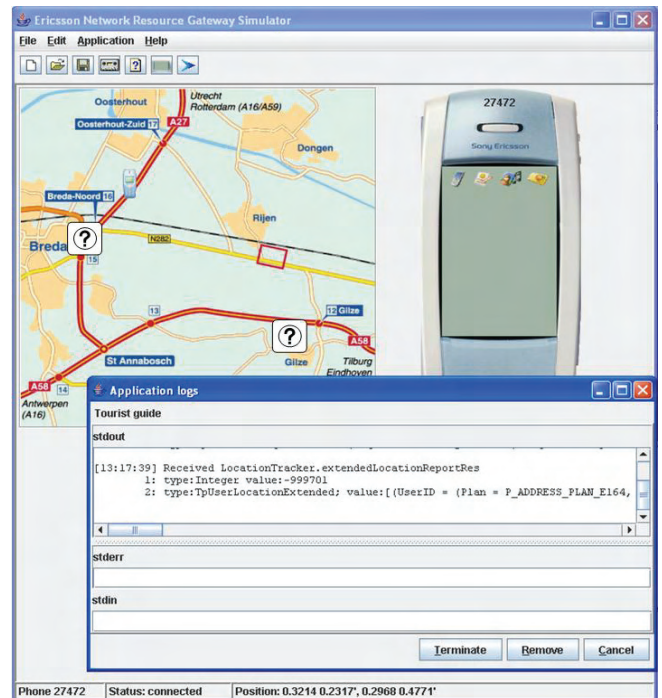 Ericsson Network Resource Gateway Simulator
File Edit Application Help
Utrecht
Oosterhout
Rotterdam (A16/A59)
Oosterhout-Zuid 17
A27
Dongen
Breda-Noord 16
Rijen
?
Breda
N282
15
13
12 Gilze
?
A58
St Annabosch
Gilze
Tilburg
Eindhoven
A58
14
Antwerpen
(A16)
27472
Sony Ericsson
Application logs
Tourist guide
stdout
[13:17:39] Received LocationTracker.extendedLocationReportRes
1: type:Integer value:-999701
2: type:TpUserLocationExtended; value:[(UserID = (Plan = P_ADDRESS_PLAN_E164,
stderr
stdin
Terminate Remove Cancel
Phone 27472 Status: connected Position: 0.3214 0.2317', 0.2968 0.4771'